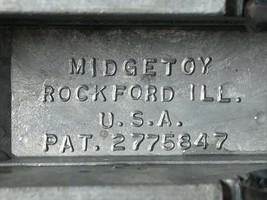 MIDGETOY
ROCKFORD ILL.
U.S.A.
PAT. 2775847